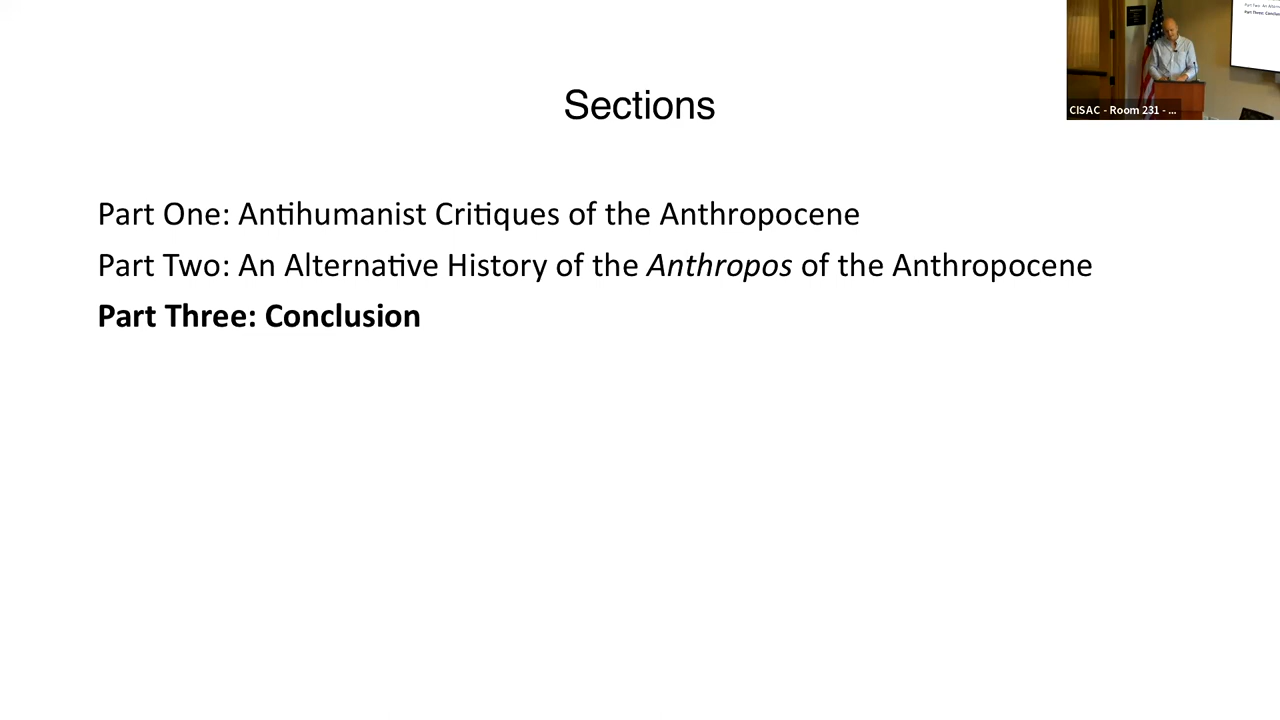 Sections
Part One: Antihumanist Critiques of the Anthropocene
Part Two: An Alternative History of the Anthropos of the Anthropocene
Part Three: Conclusion
CISAC - Room 231 - ...